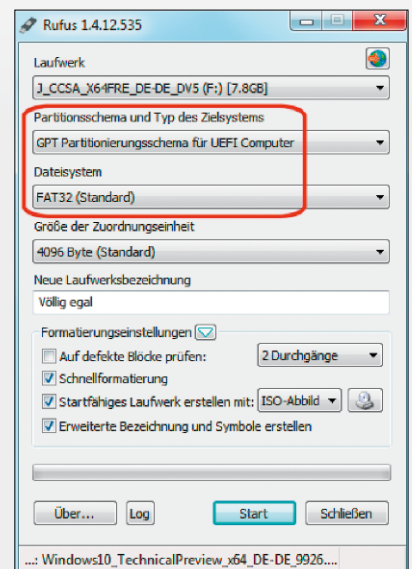 Rufus 1.4.12.535
Laufwerk
J_CCSA_X64FRE_DE-DE_DV5 (F:) [7.8GB]
Partitionsschema und Typ des Zielsystems
GPT Partitionierungsschema für UEFI Computer
Dateisystem
FAT32 (Standard)
Größe der Zuordnungseinheit
4096 Byte (Standard)
Neue Laufwerksbezeichnung
Völlig egal
Formatierungseinstellungen
Auf defekte Blöcke prüfen: 2 Durchgänge
Schnellformatierung
Startfähiges Laufwerk erstellen mit: ISO-Abbild
Erweiterte Bezeichnung und Symbole erstellen
Über... Log Start Schließen
...: Windows10_TechnicalPreview_x64_DE-DE_9926....